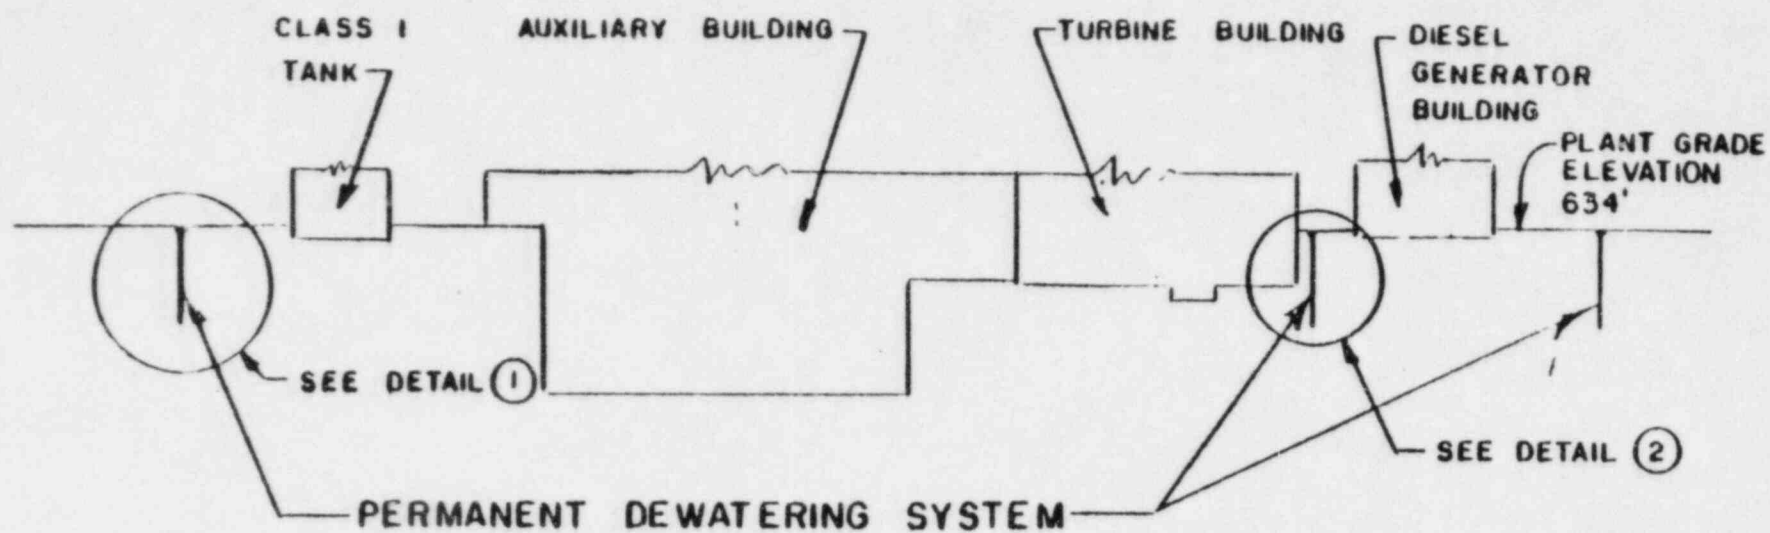 CLASS I
TANK
AUXILIARY BUILDING
TURBINE BUILDING
DIESEL
GENERATOR
BUILDING
PLANT GRADE
ELEVATION
634'
SEE DETAIL 1
SEE DETAIL 2
PERMANENT DEWATERING SYSTEM